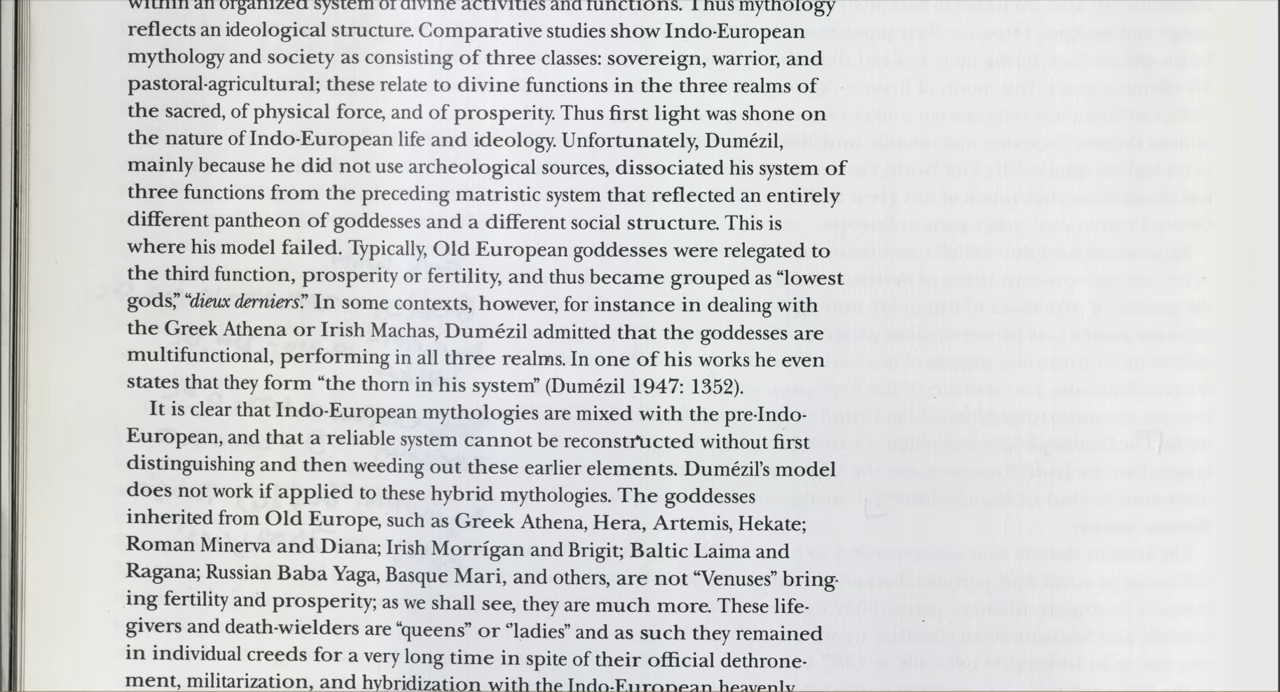 within an organized system of divine activities and functions. Thus mythology
reflects an ideological structure. Comparative studies show Indo-European
mythology and society as consisting of three classes: sovereign, warrior, and
pastoral-agricultural; these relate to divine functions in the three realms of
the sacred, of physical force, and of prosperity. Thus first light was shone on
the nature of Indo-European life and ideology. Unfortunately, Dumézil,
mainly because he did not use archeological sources, dissociated his system of
three functions from the preceding matristic system that reflected an entirely
different pantheon of goddesses and a different social structure. This is
where his model failed. Typically, Old European goddesses were relegated to
the third function, prosperity or fertility, and thus became grouped as “lowest
gods,” “dieux derniers.” In some contexts, however, for instance in dealing with
the Greek Athena or Irish Machas, Dumézil admitted that the goddesses are
multifunctional, performing in all three realms. In one of his works he even
states that they form “the thorn in his system” (Dumézil 1947: 1352).
It is clear that Indo-European mythologies are mixed with the pre-Indo-
European, and that a reliable system cannot be reconstructed without first
distinguishing and then weeding out these earlier elements. Dumézil’s model
does not work if applied to these hybrid mythologies. The goddesses
inherited from Old Europe, such as Greek Athena, Hera, Artemis, Hekate;
Roman Minerva and Diana; Irish Morrígan and Brigit; Baltic Laima and
Ragana; Russian Baba Yaga, Basque Mari, and others, are not “Venuses” bring-
ing fertility and prosperity; as we shall see, they are much more. These life-
givers and death-wielders are “queens” or “ladies” and as such they remained
in individual creeds for a very long time in spite of their official dethrone-
ment, militarization, and hybridization with the Indo-European heavenly